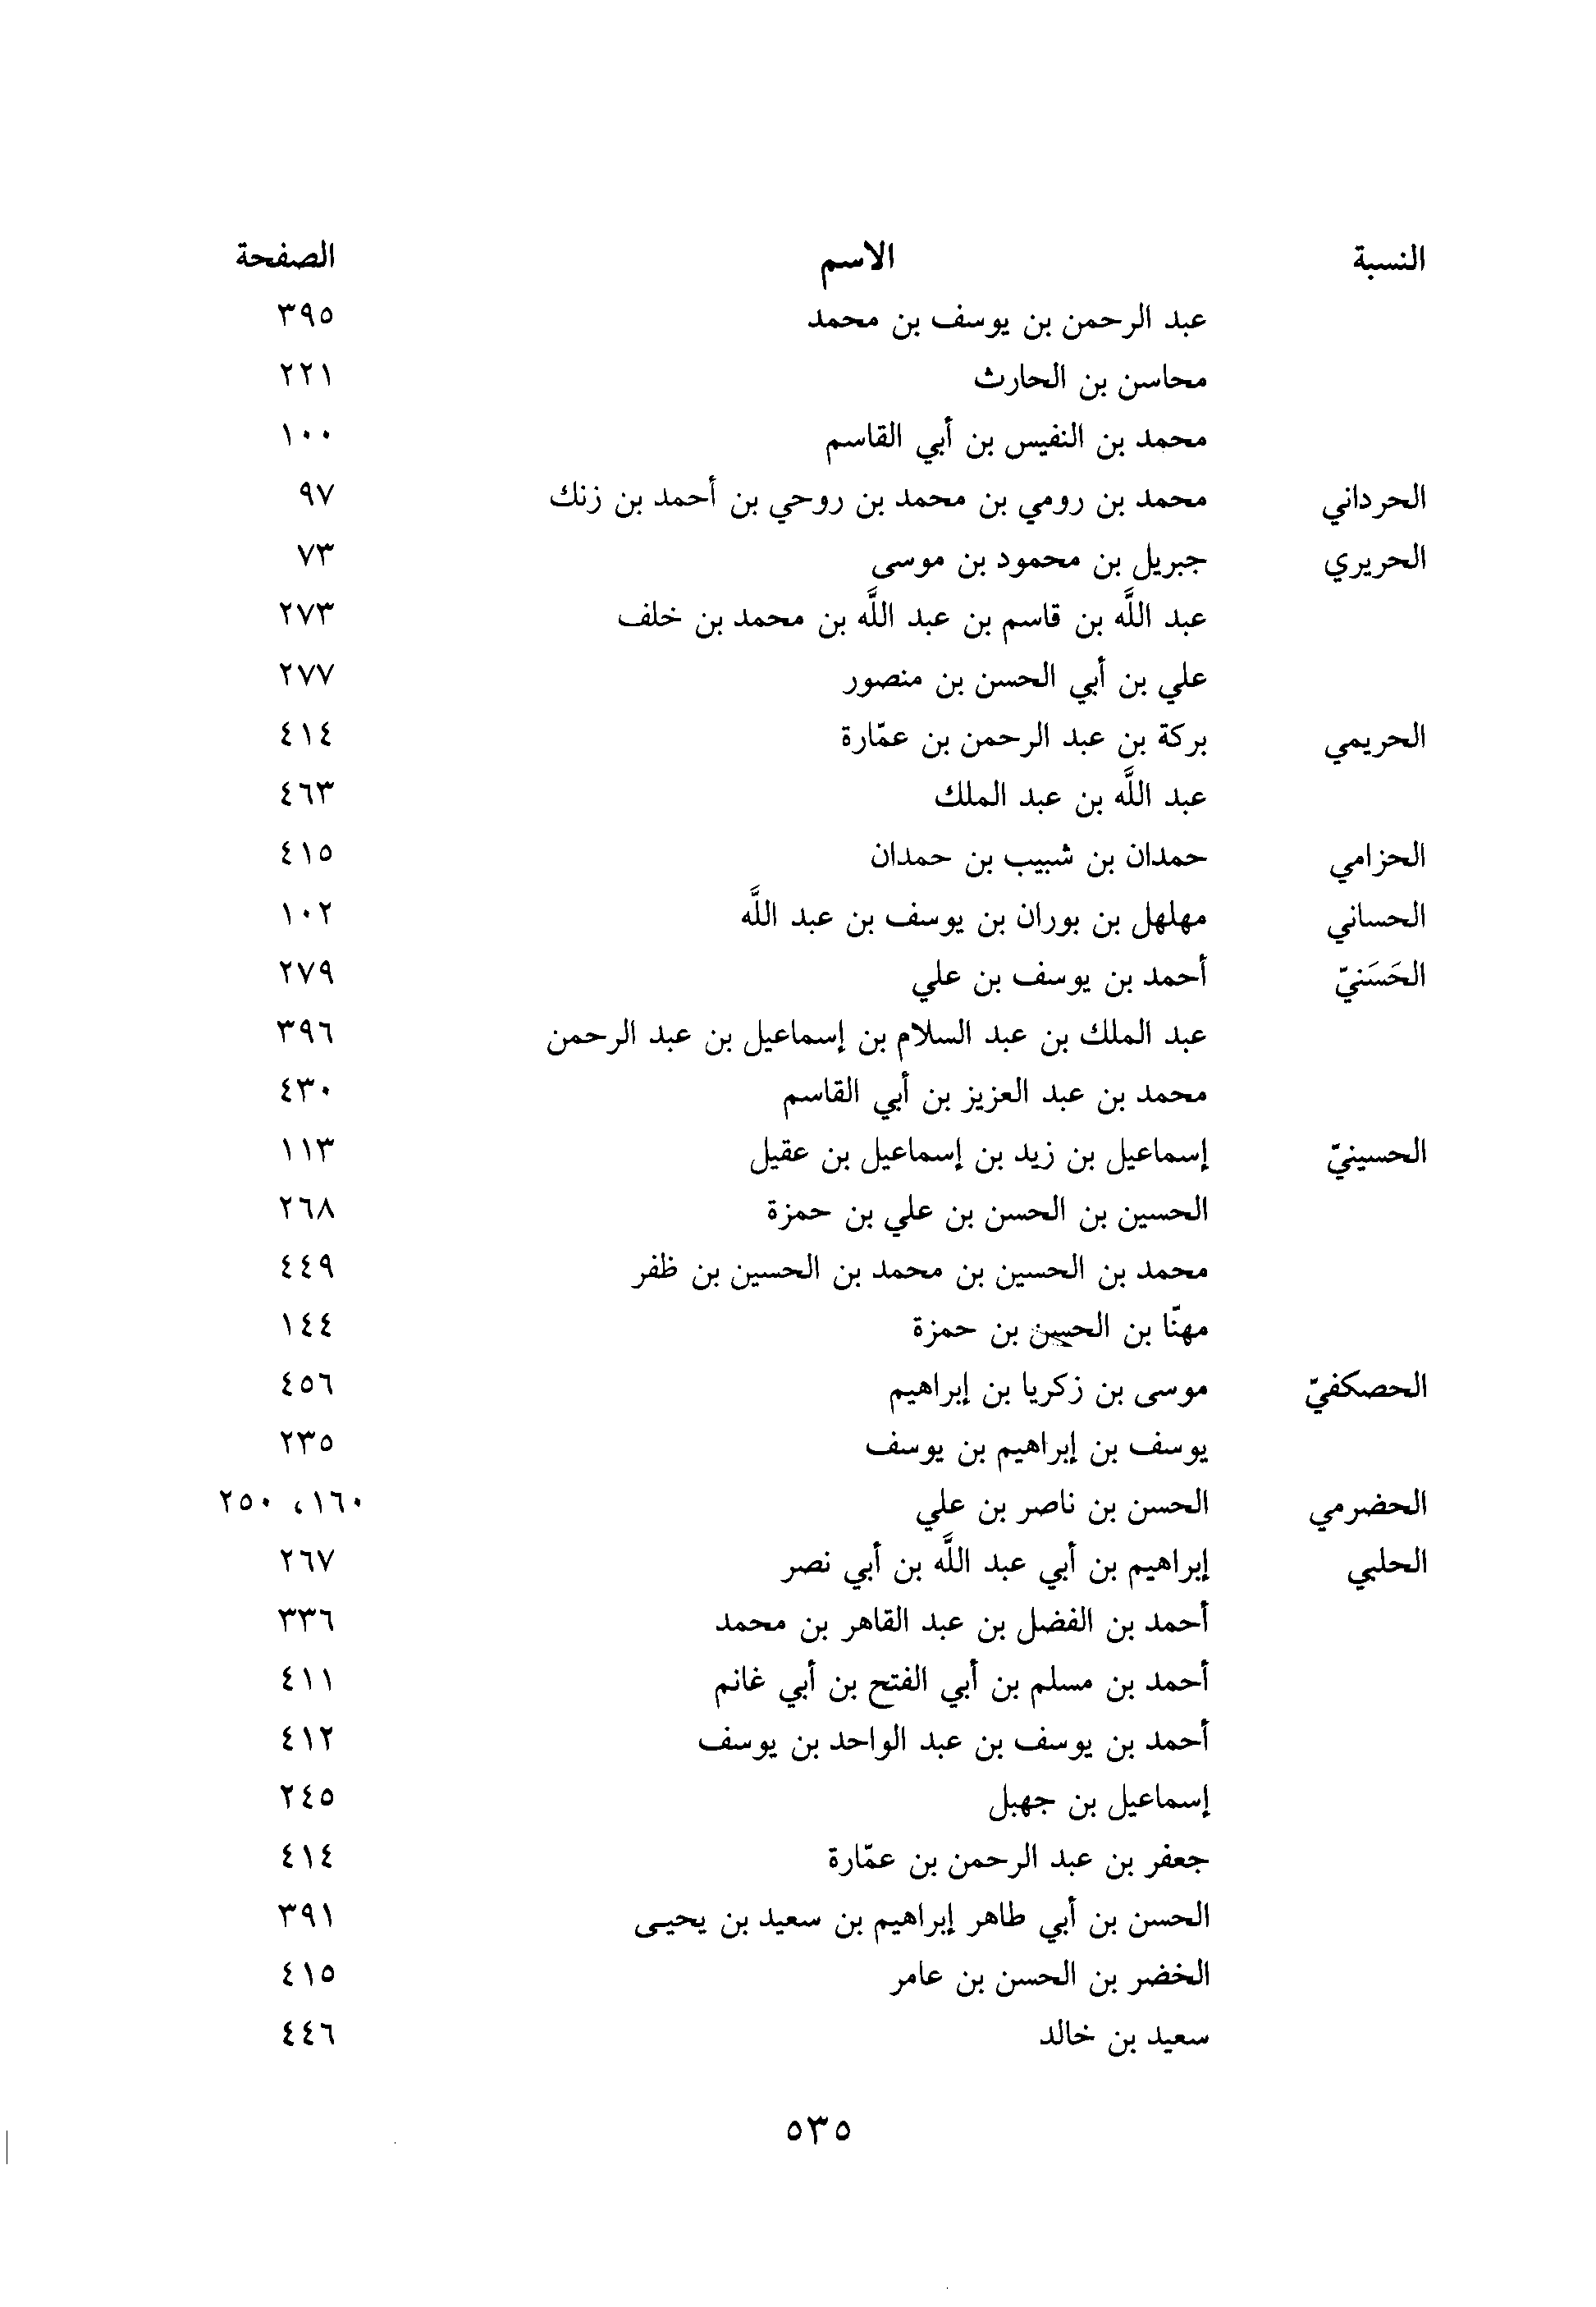 النسبة الاسم الصفحة
عبد الرحمن بن يوسف بن محمد ٣٩٥
محاسن بن الحارث ٢٢١
محمد بن النفيس بن أبي القاسم ١٠٠
الحرداني محمد بن رومي بن محمد بن روحي بن أحمد بن زنك ٩٧
الحريري جبريل بن محمود بن موسى ٧٣
عبد اللَّه بن قاسم بن عبد اللَّه بن محمد بن خلف ٢٧٣
علي بن أبي الحسن بن منصور ٢٧٧
الحريمي بركة بن عبد الرحمن بن عمّارة ٤١٤
عبد اللَّه بن عبد الملك ٤٦٣
الحزامي حمدان بن شبيب بن حمدان ٤١٥
الحساني مهلهل بن بوران بن يوسف بن عبد اللَّه ١٠٢
الحَسَنيّ أحمد بن يوسف بن علي ٢٧٩
عبد الملك بن عبد السلام بن إسماعيل بن عبد الرحمن ٣٩٦
محمد بن عبد العزيز بن أبي القاسم ٤٣٠
الحسينيّ إسماعيل بن زيد بن إسماعيل بن عقيل ١١٣
الحسين بن الحسن بن علي بن حمزة ٢٦٨
محمد بن الحسين بن محمد بن الحسين بن ظفر ٤٤٩
مهنّا بن الحسين بن حمزة ١٤٤
الحصكفيّ موسى بن زكريا بن إبراهيم ٤٥٦
يوسف بن إبراهيم بن يوسف ٢٣٥
الحضرمي الحسن بن ناصر بن علي ١٦٠، ٢٥٠
الحلبي إبراهيم بن أبي عبد اللَّه بن أبي نصر ٢٦٧
أحمد بن الفضل بن عبد القاهر بن محمد ٣٣٦
أحمد بن مسلم بن أبي الفتح بن أبي غانم ٤١١
أحمد بن يوسف بن عبد الواحد بن يوسف ٤١٢
إسماعيل بن جهبل ٢٤٥
جعفر بن عبد الرحمن بن عمّارة ٤١٤
الحسن بن أبي طاهر إبراهيم بن سعيد بن يحيى ٣٩١
الخضر بن الحسن بن عامر ٤١٥
سعيد بن خالد ٤٤٦
٥٣٥